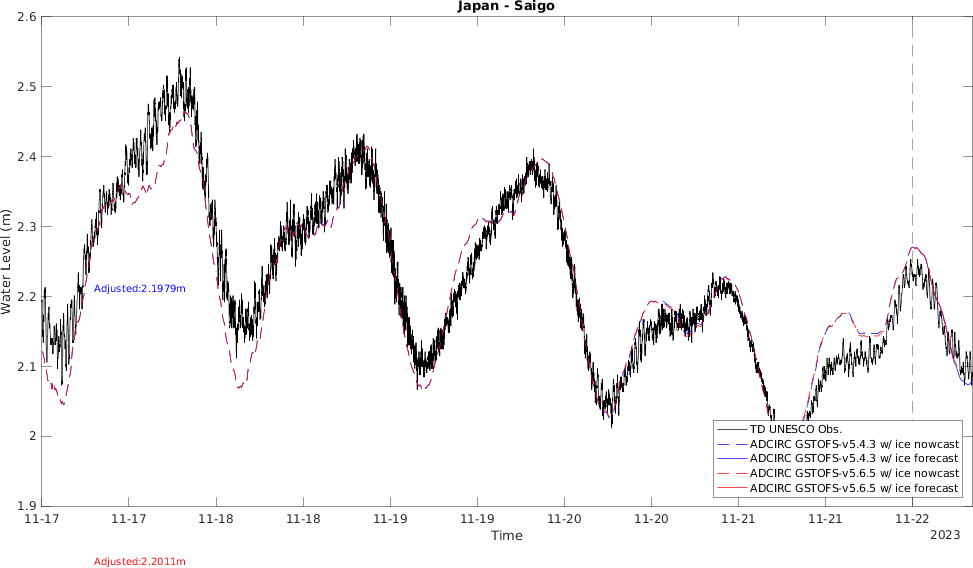 Japan - Saigo
2.6
2.5
2.4
2.3
2.2
2.1
2
1.9
Water Level (m)
Adjusted:2.1979m
TD UNESCO Obs.
ADCIRC GSTOFS-v5.4.3 w/ ice nowcast
ADCIRC GSTOFS-v5.4.3 w/ ice forecast
ADCIRC GSTOFS-v5.6.5 w/ ice nowcast
ADCIRC GSTOFS-v5.6.5 w/ ice forecast
11-17 11-17 11-18 11-18 11-19 11-19 11-20 11-20 11-21 11-21 11-22
2023
Time
Adjusted:2.2011m